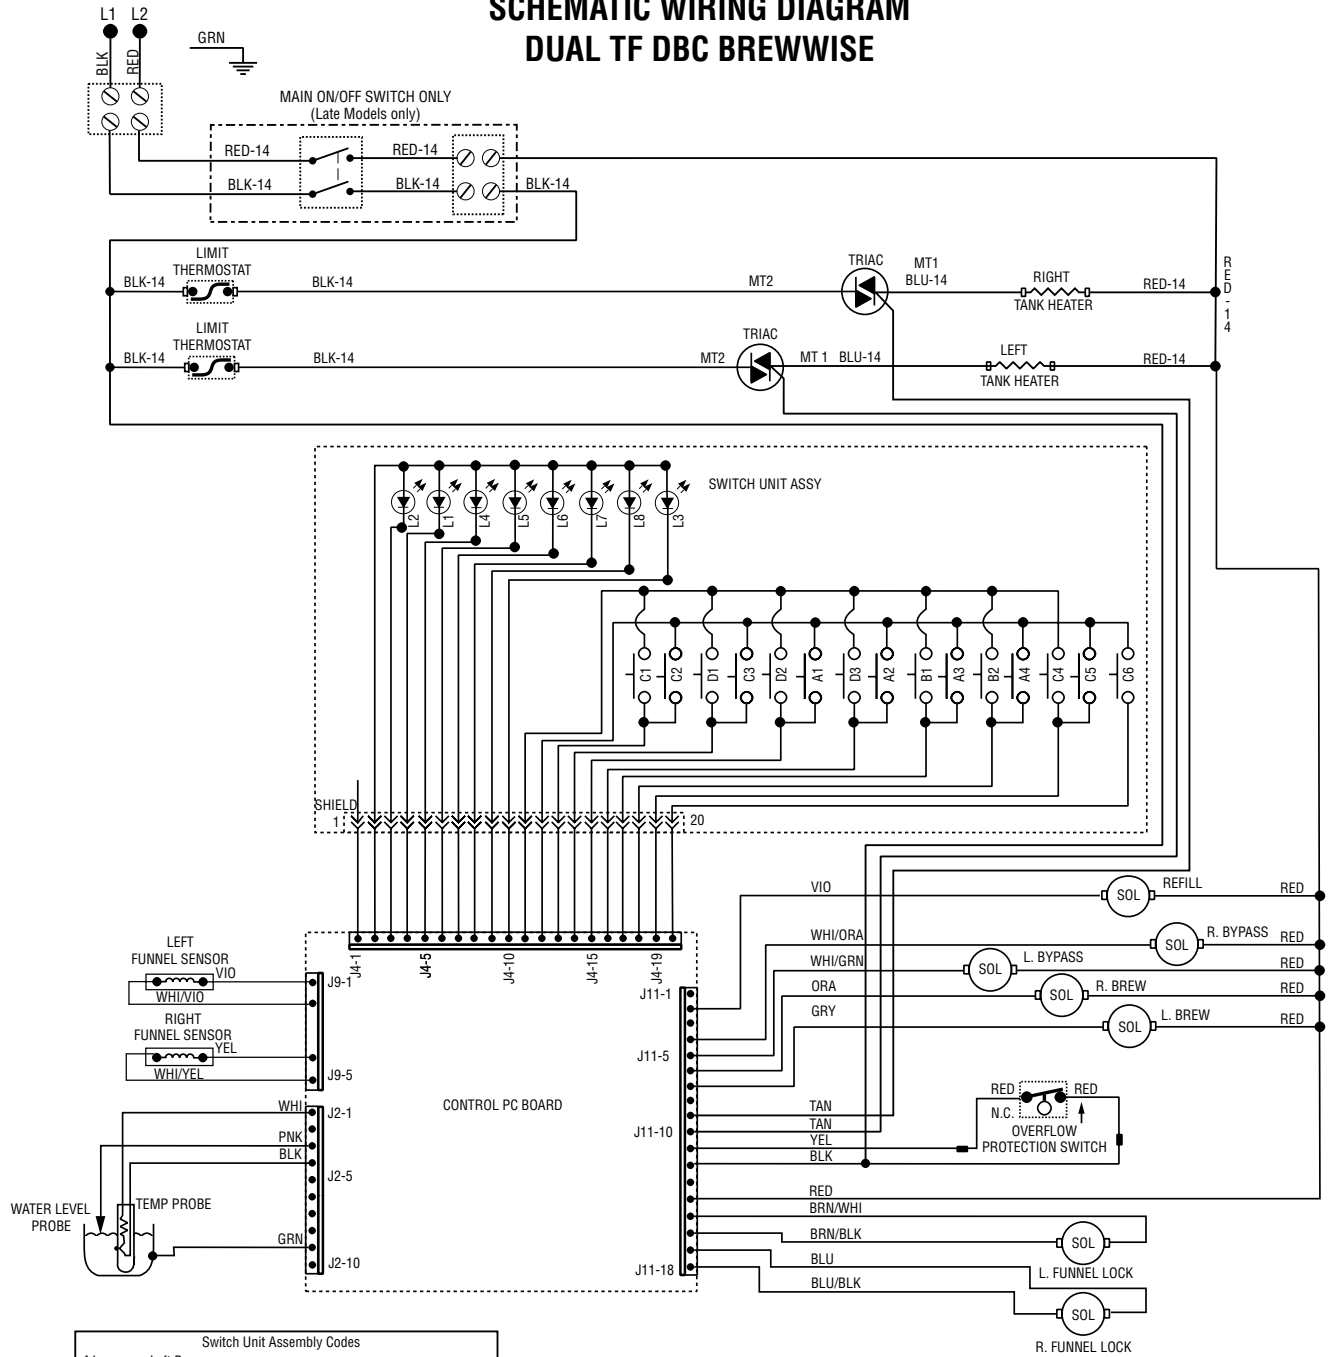 SCHEMATIC WIRING DIAGRAM
DUAL TF DBC BREWWISE
L1 L2
BLK
RED
GRN
MAIN ON/OFF SWITCH ONLY
(Late Models only)
RED-14
RED-14
BLK-14
BLK-14
BLK-14
LIMIT
THERMOSTAT
BLK-14
BLK-14
MT2
TRIAC
MT1
BLU-14
RIGHT
TANK HEATER
RED-14
RED-14
LIMIT
THERMOSTAT
BLK-14
BLK-14
MT2
TRIAC
MT 1 BLU-14
LEFT
TANK HEATER
RED-14
SWITCH UNIT ASSY
L2 L1 L4 L5 L6 L7 L8 L3
C1 C2 D1 C3 D2 A1 D3 A2 B1 A3 B2 A4 C4 C5 C6
SHIELD
1
20
VIO
SOL
REFILL
RED
WHI/ORA
SOL
R. BYPASS
RED
WHI/GRN
SOL
L. BYPASS
RED
ORA
SOL
R. BREW
RED
GRY
SOL
L. BREW
RED
J4-1 J4-5 J4-10 J4-15 J4-19
LEFT
FUNNEL SENSOR
VIO
WHI/VIO
J9-1
RIGHT
FUNNEL SENSOR
YEL
WHI/YEL
J9-5
J11-1
J11-5
J11-10
J11-18
CONTROL PC BOARD
WHI
J2-1
PNK
BLK
J2-5
WATER LEVEL
PROBE
TEMP PROBE
GRN
J2-10
TAN
TAN
YEL
BLK
RED
N.C.
RED
OVERFLOW
PROTECTION SWITCH
RED
BRN/WHI
BRN/BLK
SOL
L. FUNNEL LOCK
BLU
BLU/BLK
SOL
R. FUNNEL LOCK
Switch Unit Assembly Codes